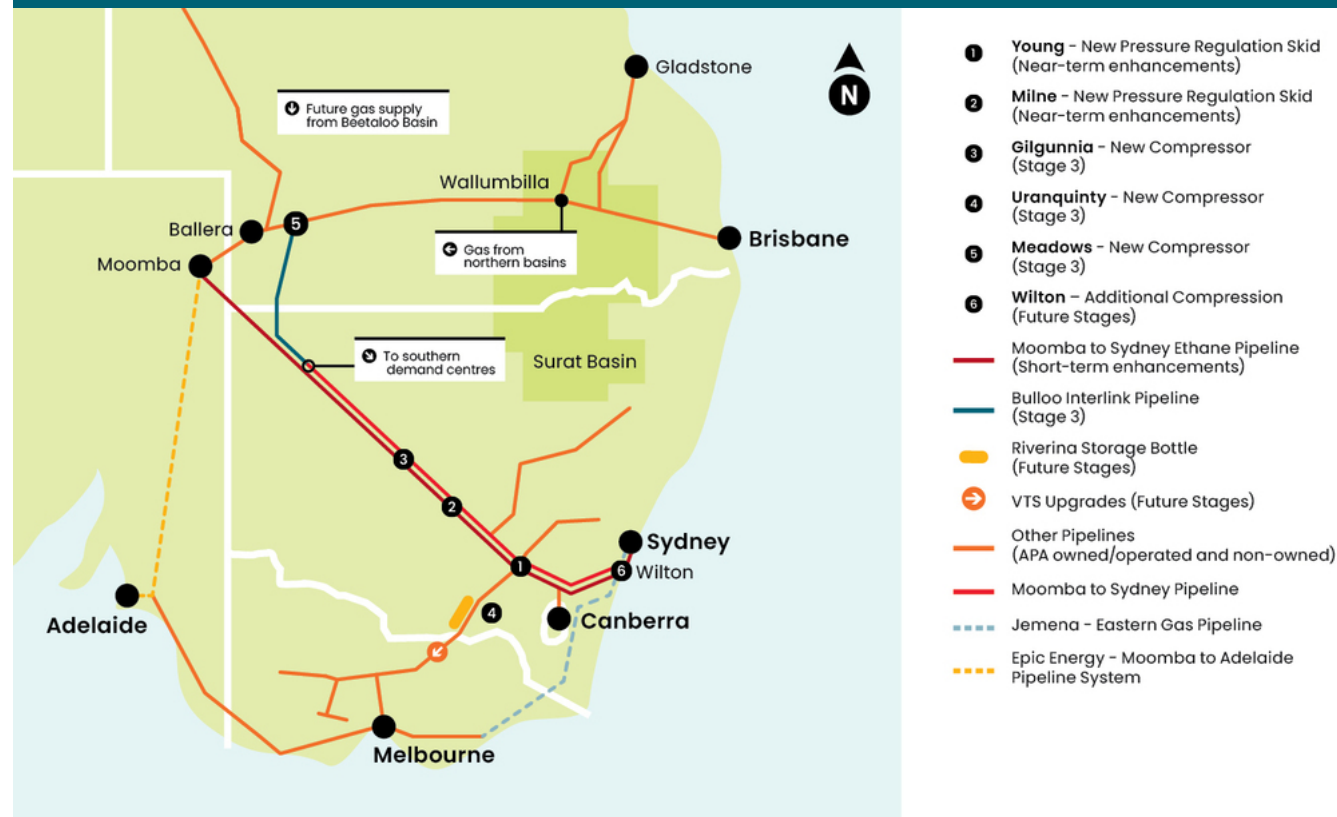 Gladstone
N
Future gas supply
from Beetaloo Basin
Wallumbilla
Ballera
5
Brisbane
Gas from
northern basins
Moomba
To southern
demand centres
Surat Basin
3
2
Sydney
1
6
Wilton
4
Canberra
Adelaide
Melbourne
1 Young - New Pressure Regulation Skid
(Near-term enhancements)
2 Milne - New Pressure Regulation Skid
(Near-term enhancements)
3 Gilgunnia - New Compressor
(Stage 3)
4 Uranquinty - New Compressor
(Stage 3)
5 Meadows - New Compressor
(Stage 3)
6 Wilton – Additional Compression
(Future Stages)
Moomba to Sydney Ethane Pipeline
(Short-term enhancements)
Bulloo Interlink Pipeline
(Stage 3)
Riverina Storage Bottle
(Future Stages)
VTS Upgrades (Future Stages)
Other Pipelines
(APA owned/operated and non-owned)
Moomba to Sydney Pipeline
Jemena - Eastern Gas Pipeline
Epic Energy - Moomba to Adelaide
Pipeline System